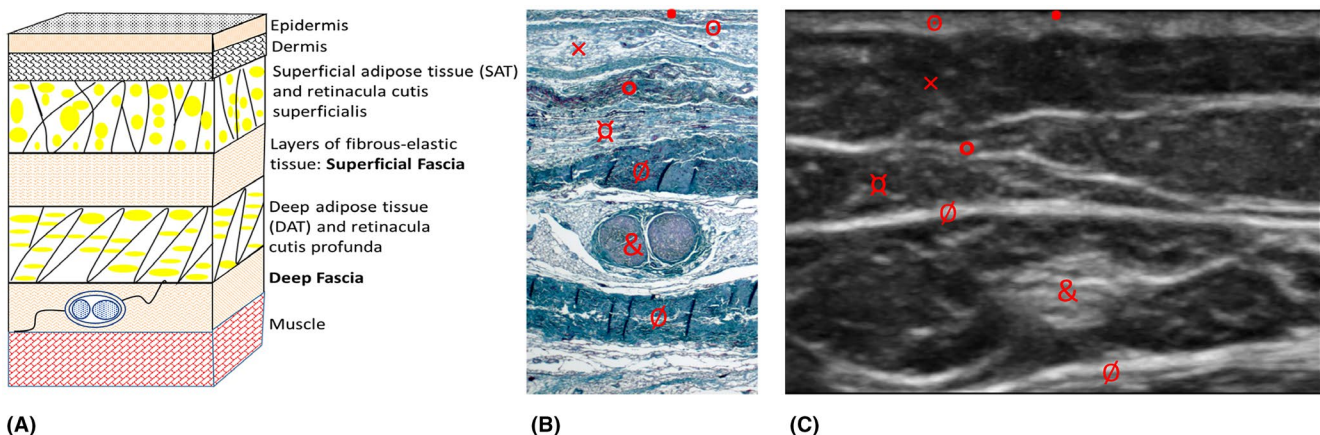 Epidermis
Dermis
Superficial adipose tissue (SAT)
and retinacula cutis
superficialis
Layers of fibrous-elastic
tissue: Superficial Fascia
Deep adipose tissue
(DAT) and retinacula
cutis profunda
Deep Fascia
Muscle
(A)
•
ʘ
×
o
¤
Ø
&
Ø
(B)
ʘ
•
×
o
¤
Ø
&
Ø
(C)